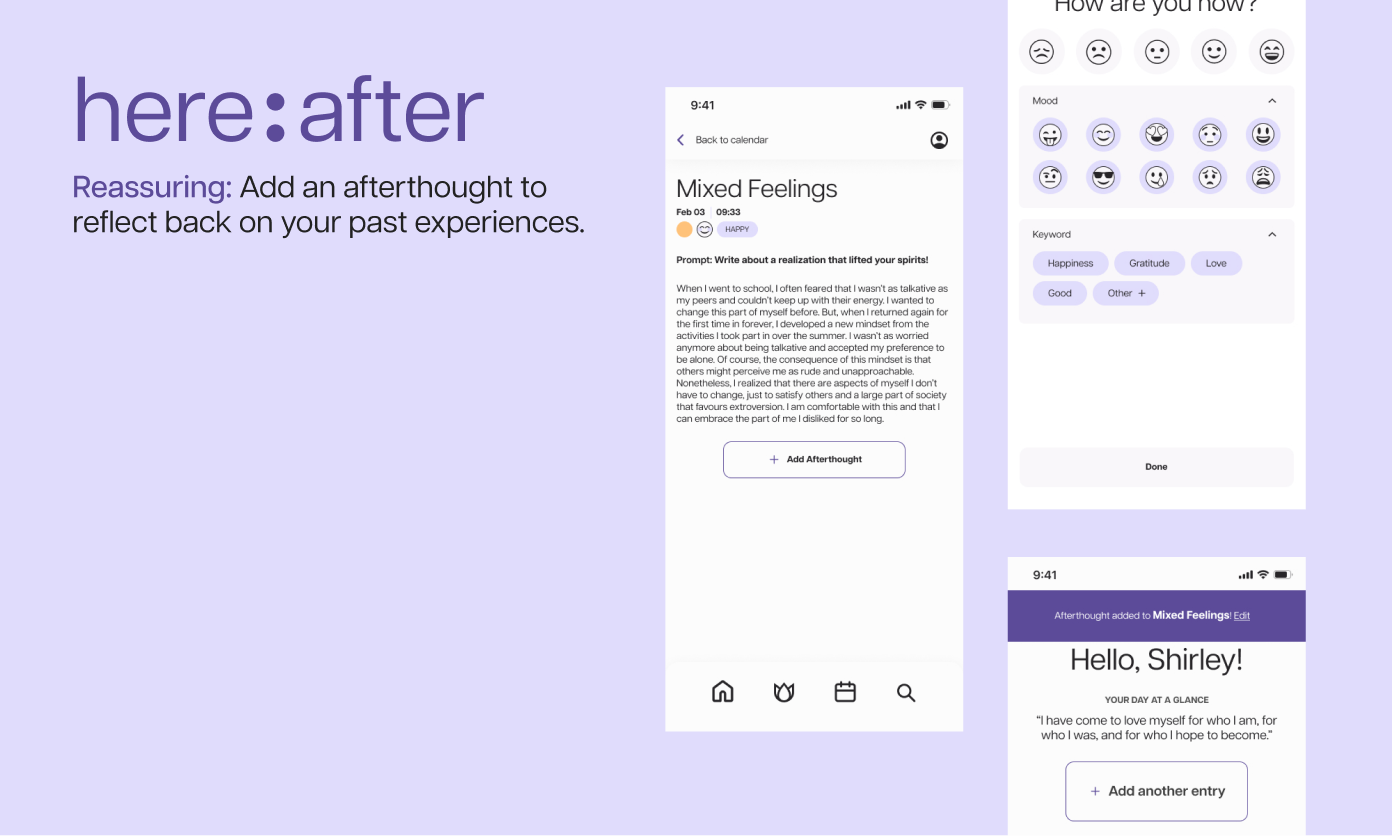 here:after
Reassuring: Add an afterthought to
reflect back on your past experiences.
9:41
Back to calendar
Mixed Feelings
Feb 03 | 09:33
HAPPY
Prompt: Write about a realization that lifted your spirits!
When I went to school, I often feared that I wasn't as talkative as
my peers and couldn't keep up with their energy. I wanted to
change this part of myself before. But, when I returned again for
the first time in forever, I developed a new mindset from the
activities I took part in over the summer. I wasn't as worried
anymore about being talkative and accepted my preference to
be alone. Of course, the consequence of this mindset is that
others might perceive me as rude and unapproachable.
Nonetheless, I realized that there are aspects of myself I don't
have to change, just to satisfy others and a large part of society
that favours extroversion. I am comfortable with this and that I
can embrace the part of me I disliked for so long.
+ Add Afterthought
How are you now?
Mood
Keyword
Happiness Gratitude Love
Good Other +
Done
9:41
Afterthought added to Mixed Feelings! Edit
Hello, Shirley!
YOUR DAY AT A GLANCE
“I have come to love myself for who I am, for
who I was, and for who I hope to become.”
+ Add another entry